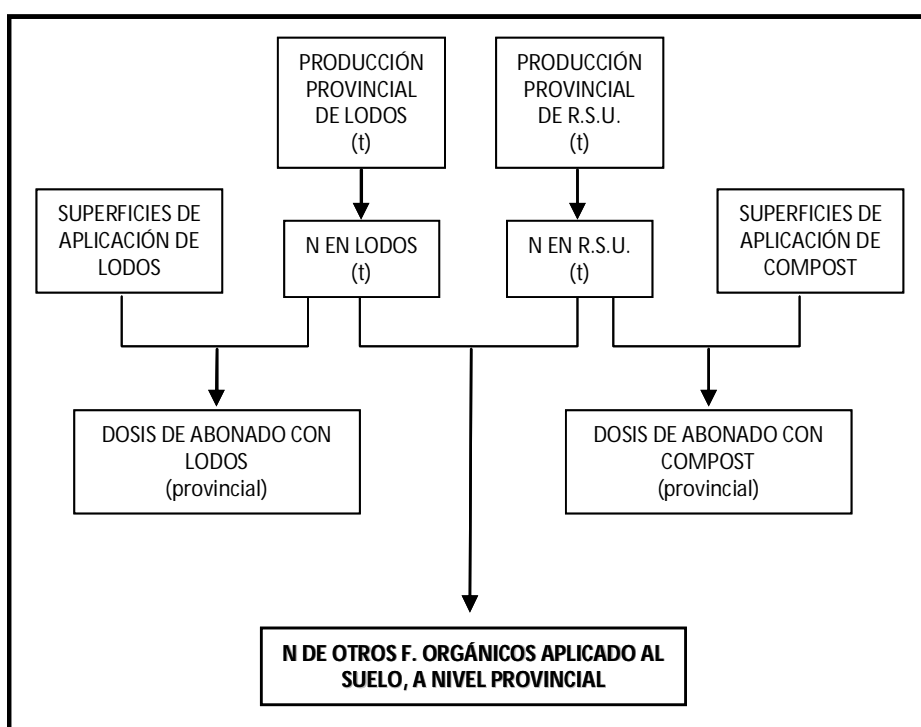 PRODUCCIÓN
PROVINCIAL
DE LODOS
(t)
PRODUCCIÓN
PROVINCIAL
DE R.S.U.
(t)
SUPERFICIES DE
APLICACIÓN DE
LODOS
N EN LODOS
(t)
N EN R.S.U.
(t)
SUPERFICIES DE
APLICACIÓN DE
COMPOST
DOSIS DE ABONADO CON
LODOS
(provincial)
DOSIS DE ABONADO CON
COMPOST
(provincial)
N DE OTROS F. ORGÁNICOS APLICADO AL
SUELO, A NIVEL PROVINCIAL